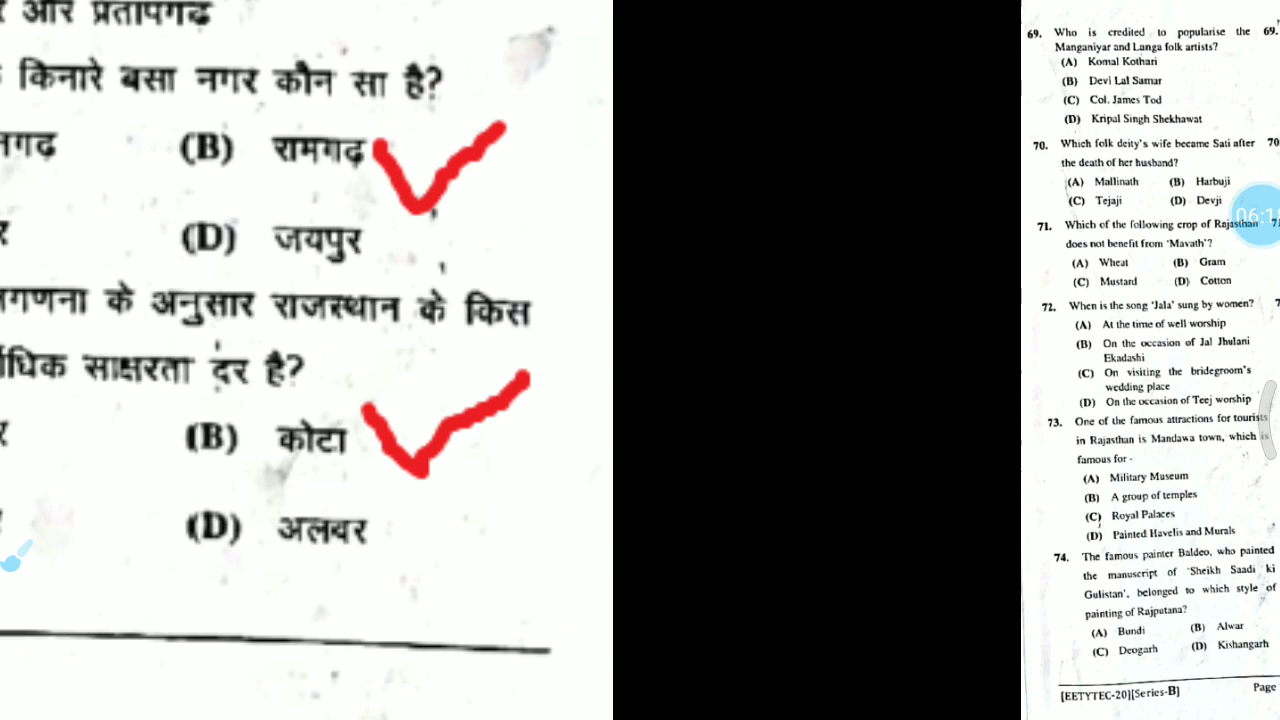 और प्रतापगढ़
किनारे बसा नगर कौन सा है?
(B) रामगढ़
(D) जयपुर
के अनुसार राजस्थान के किस
साक्षरता दर है?
(B) कोटा
(D) अलवर
69. Who is credited to popularise the 69.
Manganiyar and Langa folk artists?
(A) Komal Kothari
(B) Devi Lal Samar
(C) Col. James Tod
(D) Kripal Singh Shekhawat
70. Which folk deity's wife became Sati after 70
the death of her husband?
(A) Mallinath (B) Harbuji
(C) Tejaji (D) Devji
71. Which of the following crop of Rajasthan
does not benefit from 'Mavath'?
(A) Wheat (B) Gram
(C) Mustard (D) Cotton
72. When is the song 'Jala' sung by women? 7
(A) At the time of well worship
(B) On the occasion of Jal Jhulani
Ekadashi
(C) On visiting the bridegroom's
wedding place
(D) On the occasion of Teej worship
73. One of the famous attractions for tourists
in Rajasthan is Mandawa town, which is
famous for -
(A) Military Museum
(B) A group of temples
(C) Royal Palaces
(D) Painted Havelis and Murals
74. The famous painter Baldeo, who painted
the manuscript of 'Sheikh Saadi ki
Gulistan', belonged to which style of
painting of Rajputana?
(A) Bundi (B) Alwar
(C) Deogarh (D) Kishangarh
[EETYTEC-20][Series-B] Page